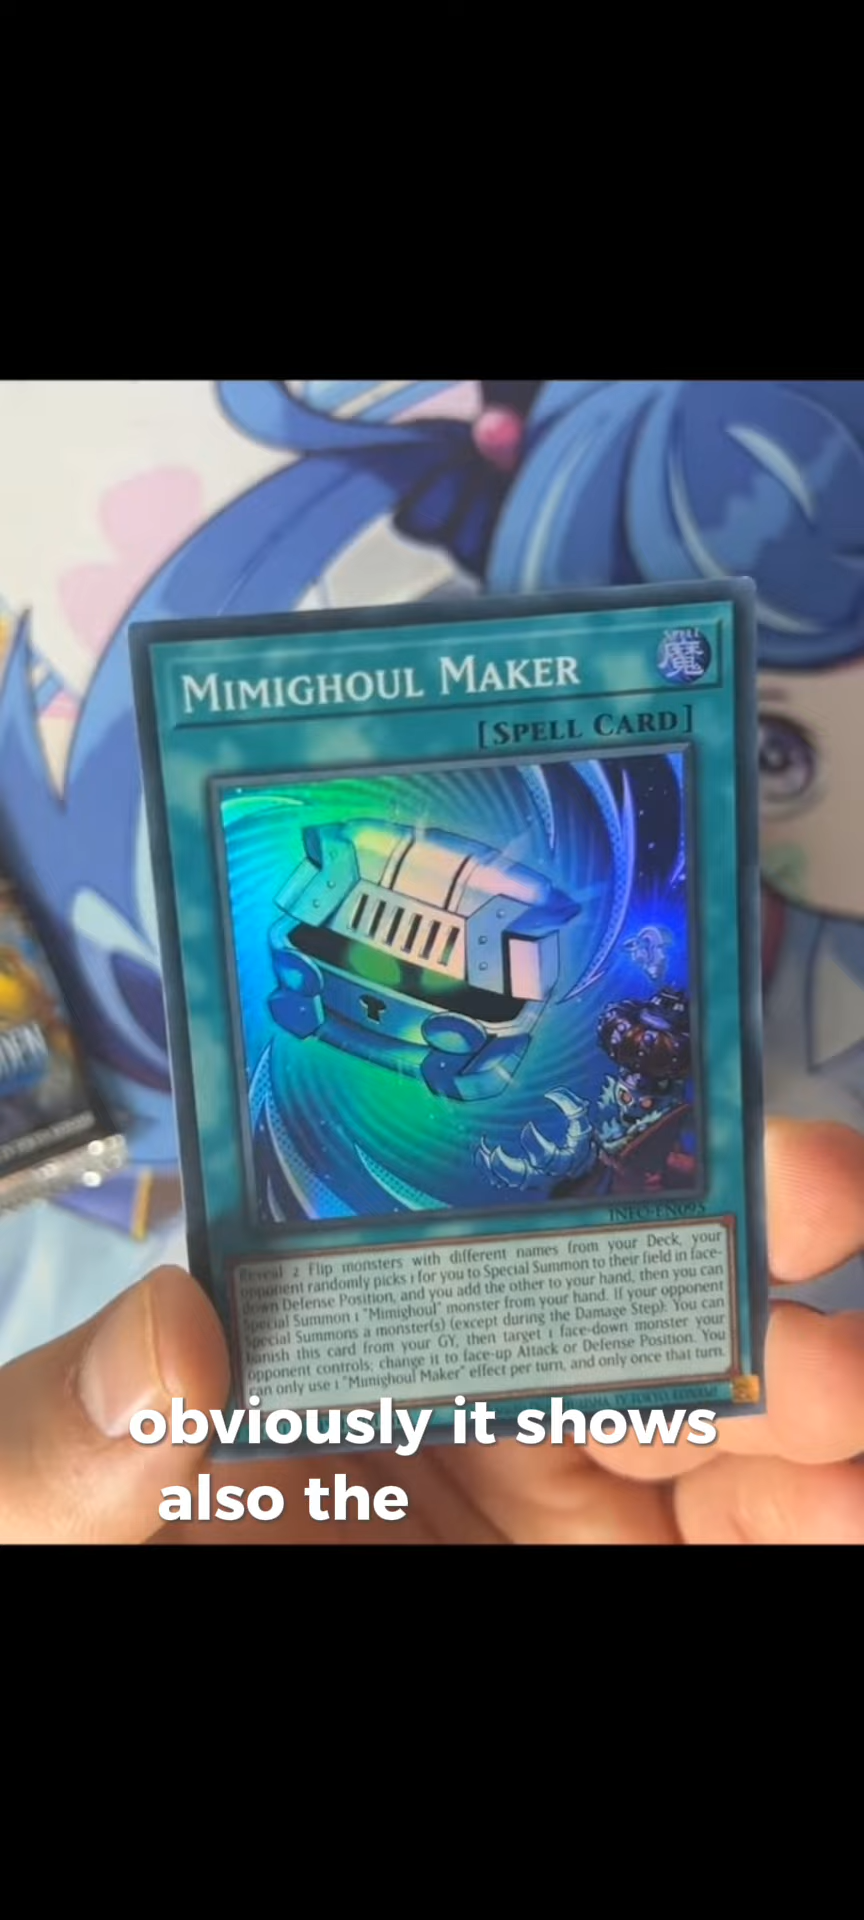 MIMIGHOUL MAKER
SPELL
魔
[SPELL CARD]
INFO-EN093
Reveal 2 Flip monsters with different names from your Deck, your
opponent randomly picks 1 for you to Special Summon to their field in face-
down Defense Position, and you add the other to your hand, then you can
Special Summon 1 "Mimighoul" monster from your hand. If your opponent
Special Summons a monster(s) (except during the Damage Step): You can
banish this card from your GY, then target 1 face-down monster your
opponent controls; change it to face-up Attack or Defense Position. You
can only use 1 "Mimighoul Maker" effect per turn, and only once that turn.
obviously it shows
also the